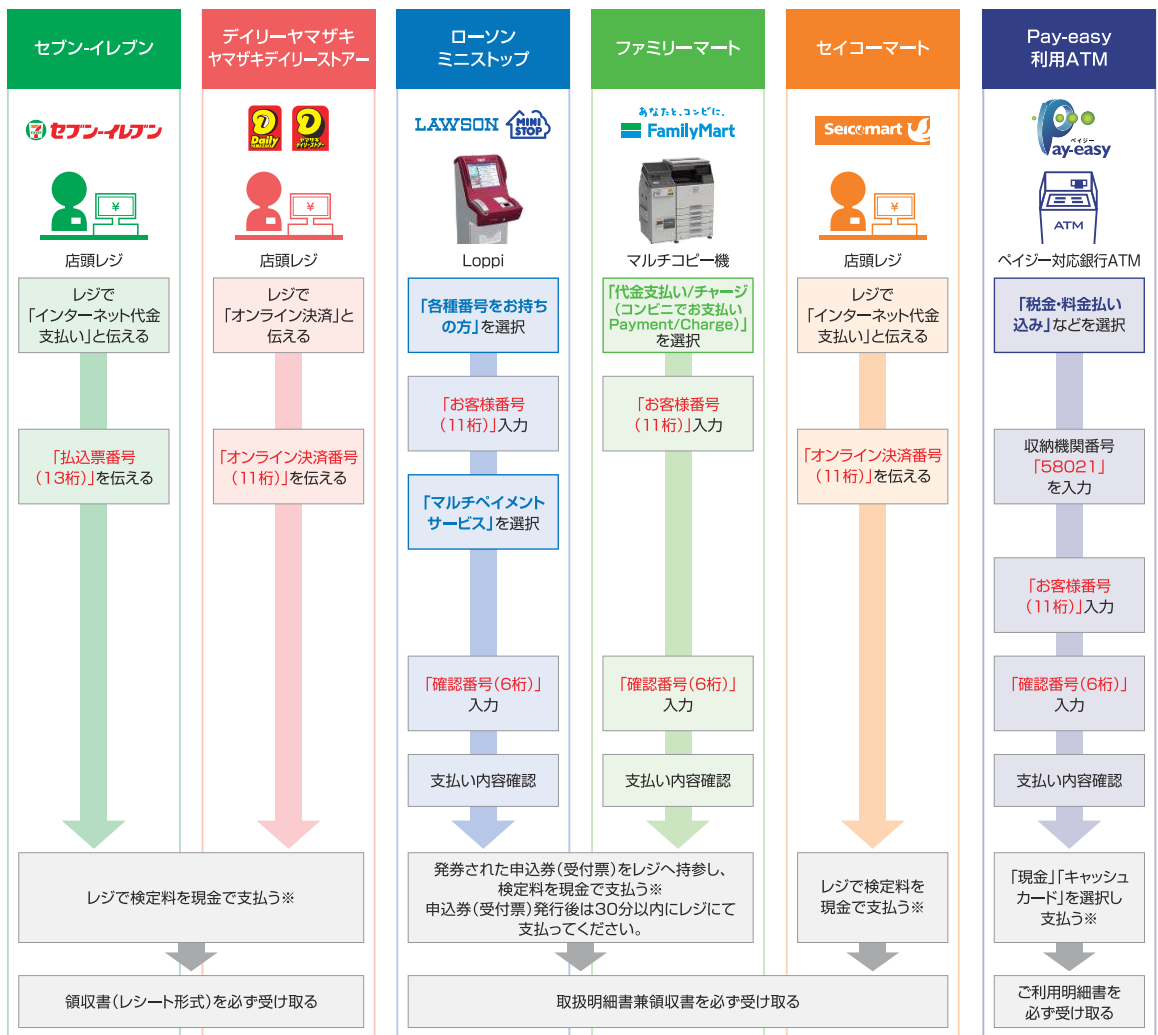 セブン-イレブン
デイリーヤマザキ
ヤマザキデイリーストアー
ローソン
ミニストップ
ファミリーマート
セイコーマート
Pay-easy
利用ATM
セブン-イレブン
Daily
YAMAZAKI
ヤマザキ
デイリーストアー
LAWSON
MINI
STOP
あなたと、コンビに、
FamilyMart
Seicomart
ペイジー
Pay-easy
¥
¥
¥
ATM
店頭レジ
店頭レジ
Loppi
マルチコピー機
店頭レジ
ペイジー対応銀行ATM
レジで
「インターネット代金
支払い」と伝える
「払込票番号
(13桁)」を伝える
レジで
「オンライン決済」と
伝える
「オンライン決済番号
(11桁)」を伝える
「各種番号をお持ち
の方」を選択
「お客様番号
(11桁)」入力
「マルチペイメント
サービス」を選択
「確認番号(6桁)」
入力
支払い内容確認
「代金支払い/チャージ
(コンビニでお支払い
Payment/Charge)」
を選択
「お客様番号
(11桁)」入力
「確認番号(6桁)」
入力
支払い内容確認
レジで
「インターネット代金
支払い」と伝える
「オンライン決済番号
(11桁)」を伝える
「税金・料金払い
込み」などを選択
収納機関番号
「58021」
を入力
「お客様番号
(11桁)」入力
「確認番号(6桁)」
入力
支払い内容確認
レジで検定料を現金で支払う※
発券された申込券(受付票)をレジへ持参し、
検定料を現金で支払う※
申込券(受付票)発行後は30分以内にレジにて
支払ってください。
レジで検定料を
現金で支払う※
「現金」「キャッシュ
カード」を選択し
支払う※
領収書(レシート形式)を必ず受け取る
取扱明細書兼領収書を必ず受け取る
ご利用明細書を
必ず受け取る